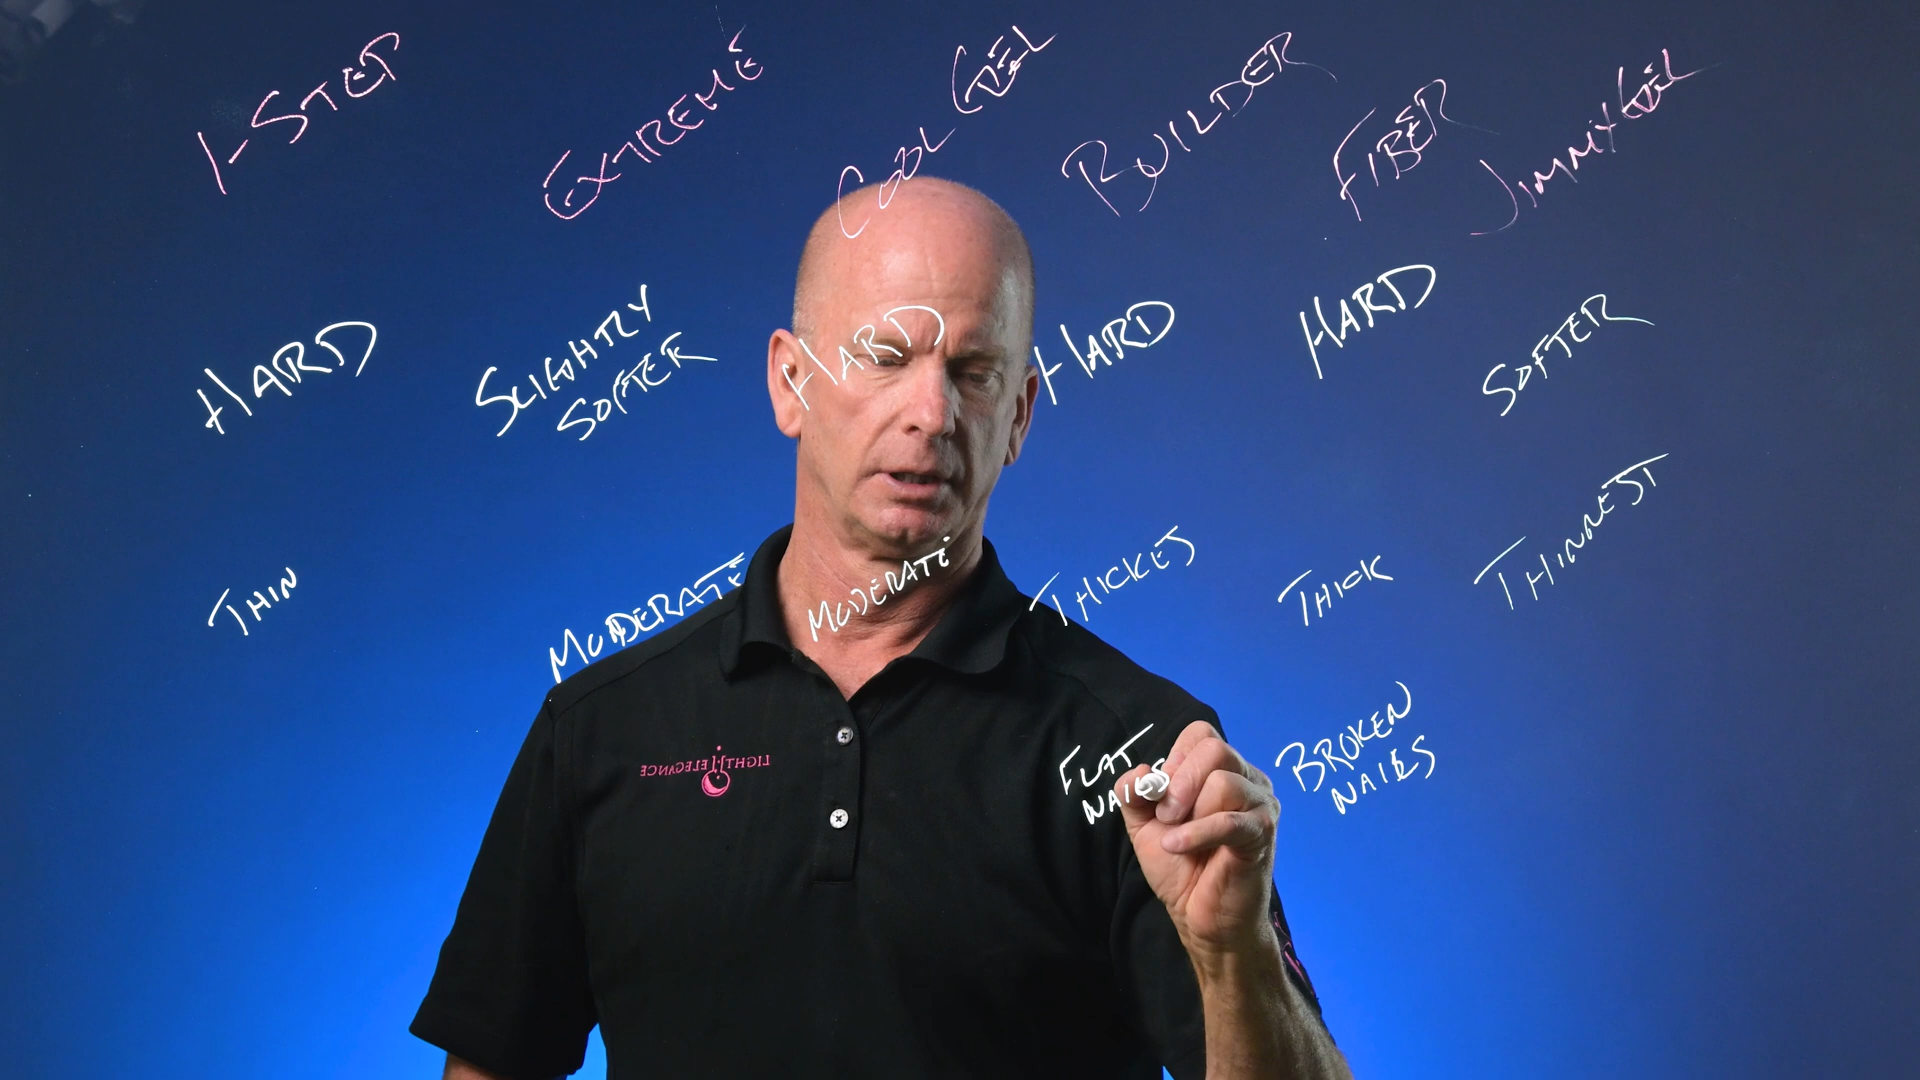 1-STEP
EXTREME
COOL GEL
BUILDER
FIBER
JIMMYGEL
HARD
SLIGHTLY
SOFTER
HARD
HARD
HARD
SOFTER
THIN
MODERATE
MODERATE
THICKES
THICK
THINNEST
FLAT
NAILS
BROKEN
NAILS
LIGHT ELEGANCE